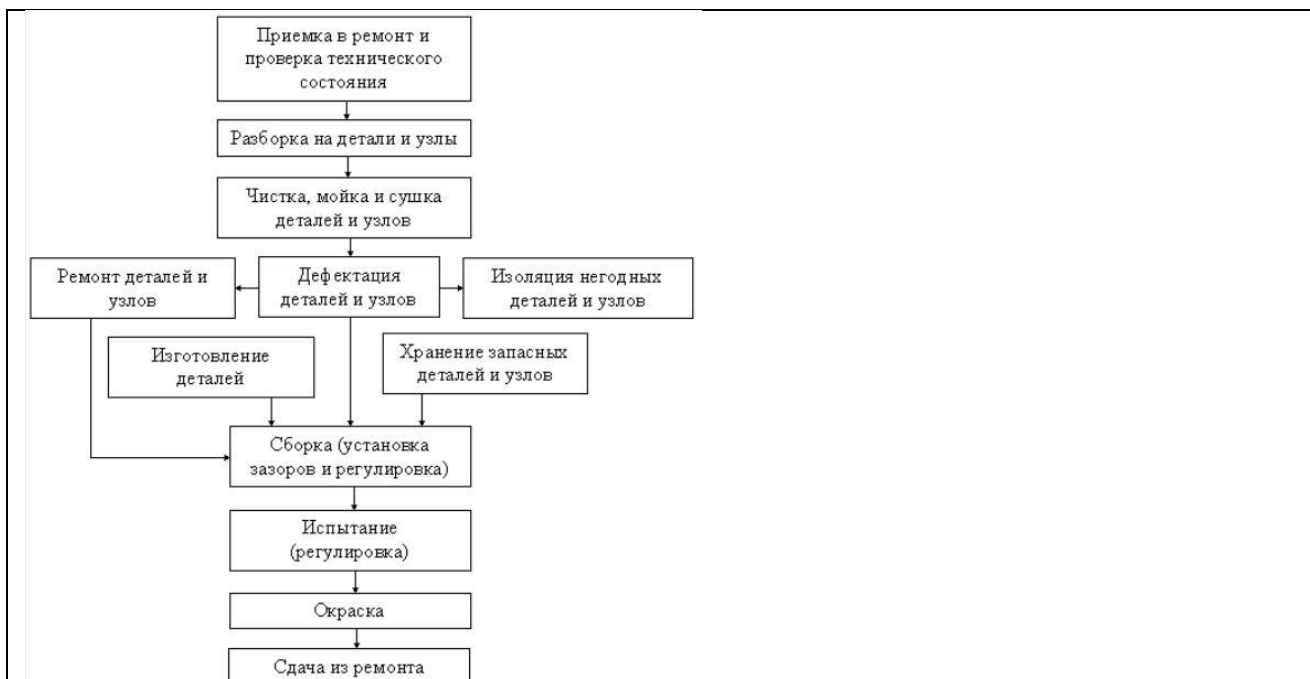 Приемка в ремонт и
проверка технического
состояния
Разборка на детали и узлы
Чистка, мойка и сушка
деталей и узлов
Ремонт деталей и
узлов
Дефектация
деталей и узлов
Изоляция негодных
деталей и узлов
Изготовление
деталей
Хранение запасных
деталей и узлов
Сборка (установка
зазоров и регулировка)
Испытание
(регулировка)
Окраска
Сдача из ремонта